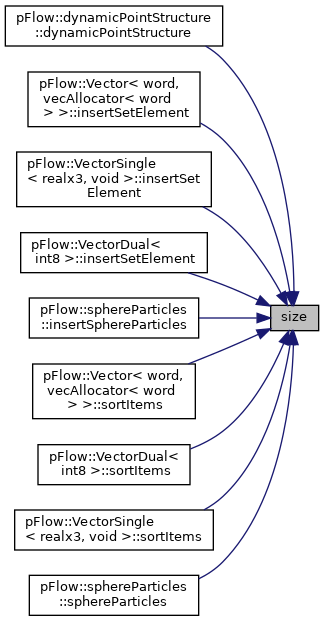 pFlow::dynamicPointStructure
::dynamicPointStructure
pFlow::Vector< word,
vecAllocator< word
> >::insertSetElement
pFlow::VectorSingle
< realx3, void >::insertSet
Element
pFlow::VectorDual<
int8 >::insertSetElement
size
pFlow::sphereParticles
::insertSphereParticles
pFlow::Vector< word,
vecAllocator< word
> >::sortItems
pFlow::VectorDual<
int8 >::sortItems
pFlow::VectorSingle
< realx3, void >::sortItems
pFlow::sphereParticles
::sphereParticles